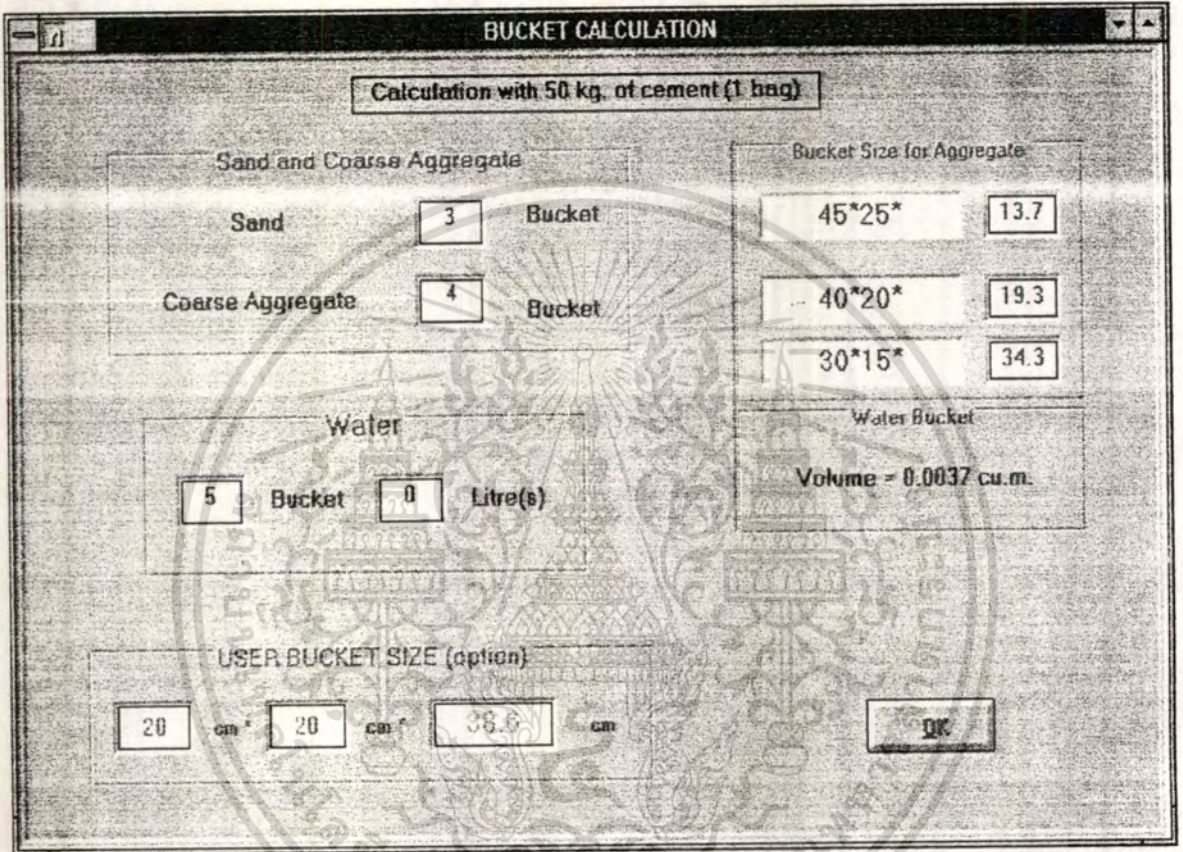 BUCKET CALCULATION
Calculation with 50 kg. of cement (1 bag)
Sand and Coarse Aggregate
Sand 3 Bucket
Coarse Aggregate 4 Bucket
Bucket Size for Aggregate
45*25* 13.7
40*20* 19.3
30*15* 34.3
Water
5 Bucket 0 Litre(s)
Water Bucket
Volume = 0.0037 cu.m.
USER BUCKET SIZE (option)
20 cm * 20 cm * 38.6 cm
OK